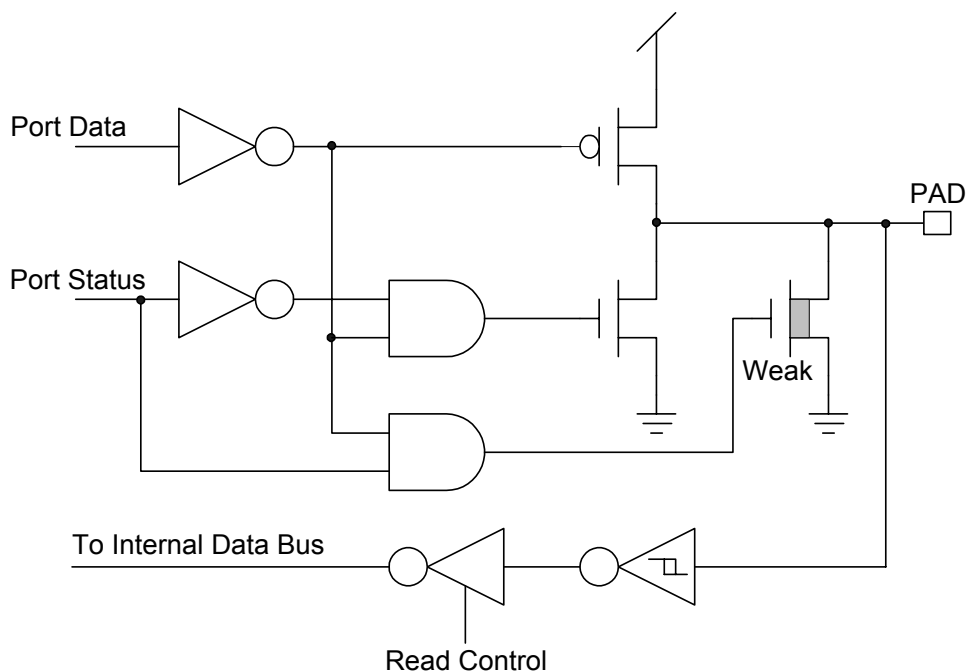 Port Data
PAD
Port Status
Weak
To Internal Data Bus
Read Control